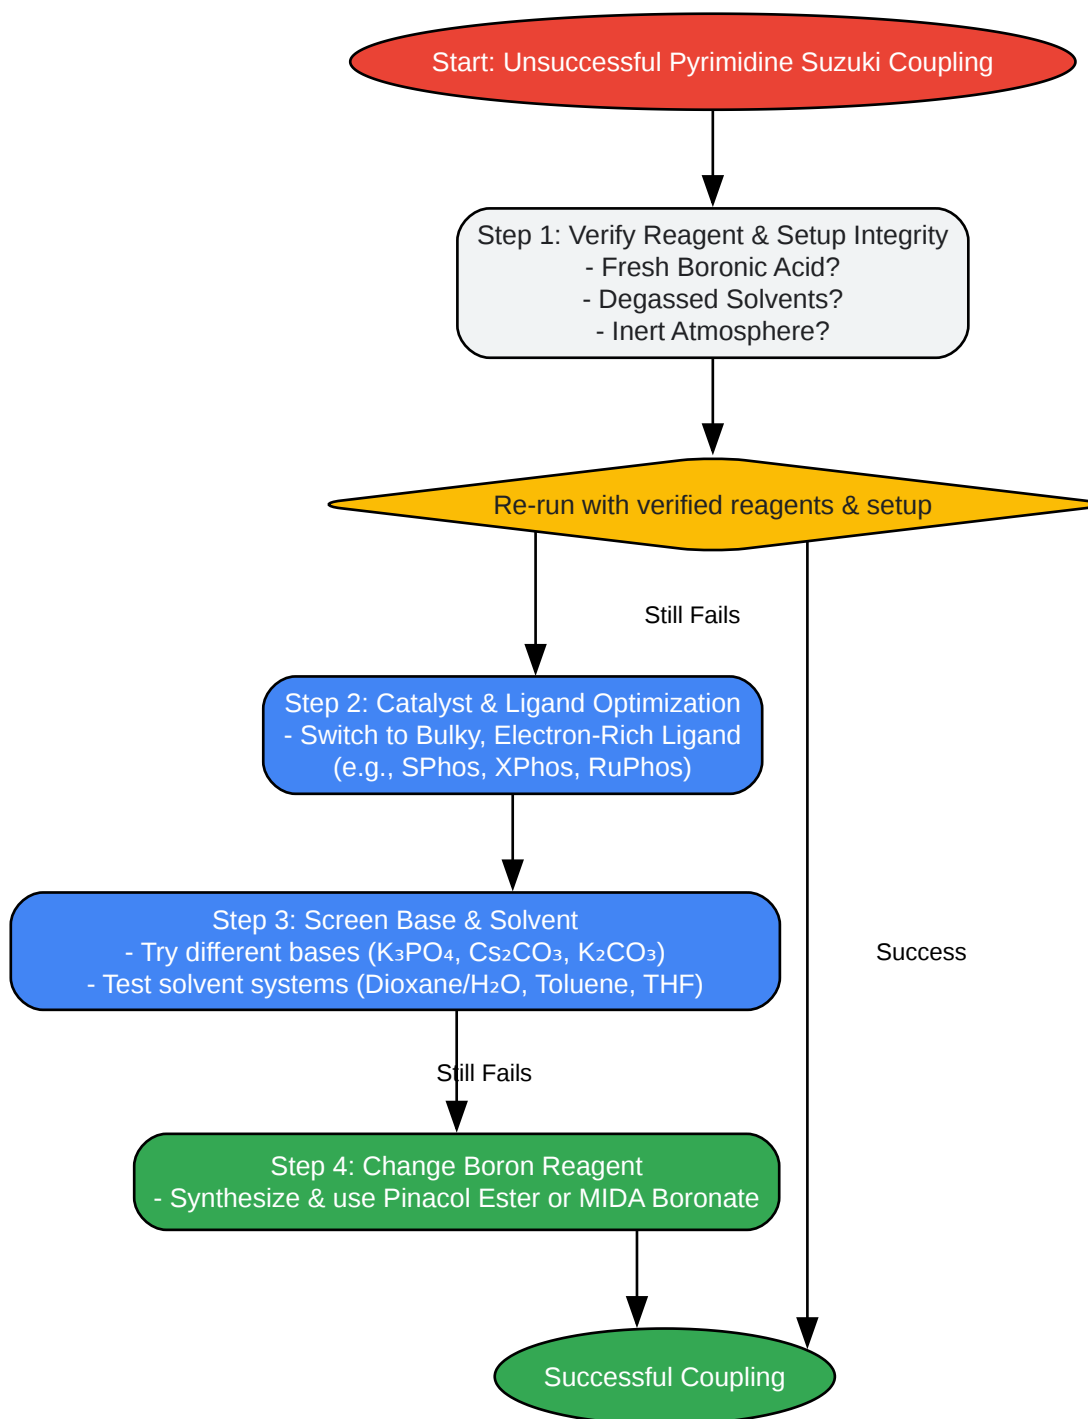 Start: Unsuccessful Pyrimidine Suzuki Coupling
Step 1: Verify Reagent & Setup Integrity
- Fresh Boronic Acid?
- Degassed Solvents?
- Inert Atmosphere?
Re-run with verified reagents & setup
Still Fails
Step 2: Catalyst & Ligand Optimization
- Switch to Bulky, Electron-Rich Ligand
(e.g., SPhos, XPhos, RuPhos)
Step 3: Screen Base & Solvent
- Try different bases (K₃PO₄, Cs₂CO₃, K₂CO₃)
- Test solvent systems (Dioxane/H₂O, Toluene, THF)
Success
Still Fails
Step 4: Change Boron Reagent
- Synthesize & use Pinacol Ester or MIDA Boronate
Successful Coupling